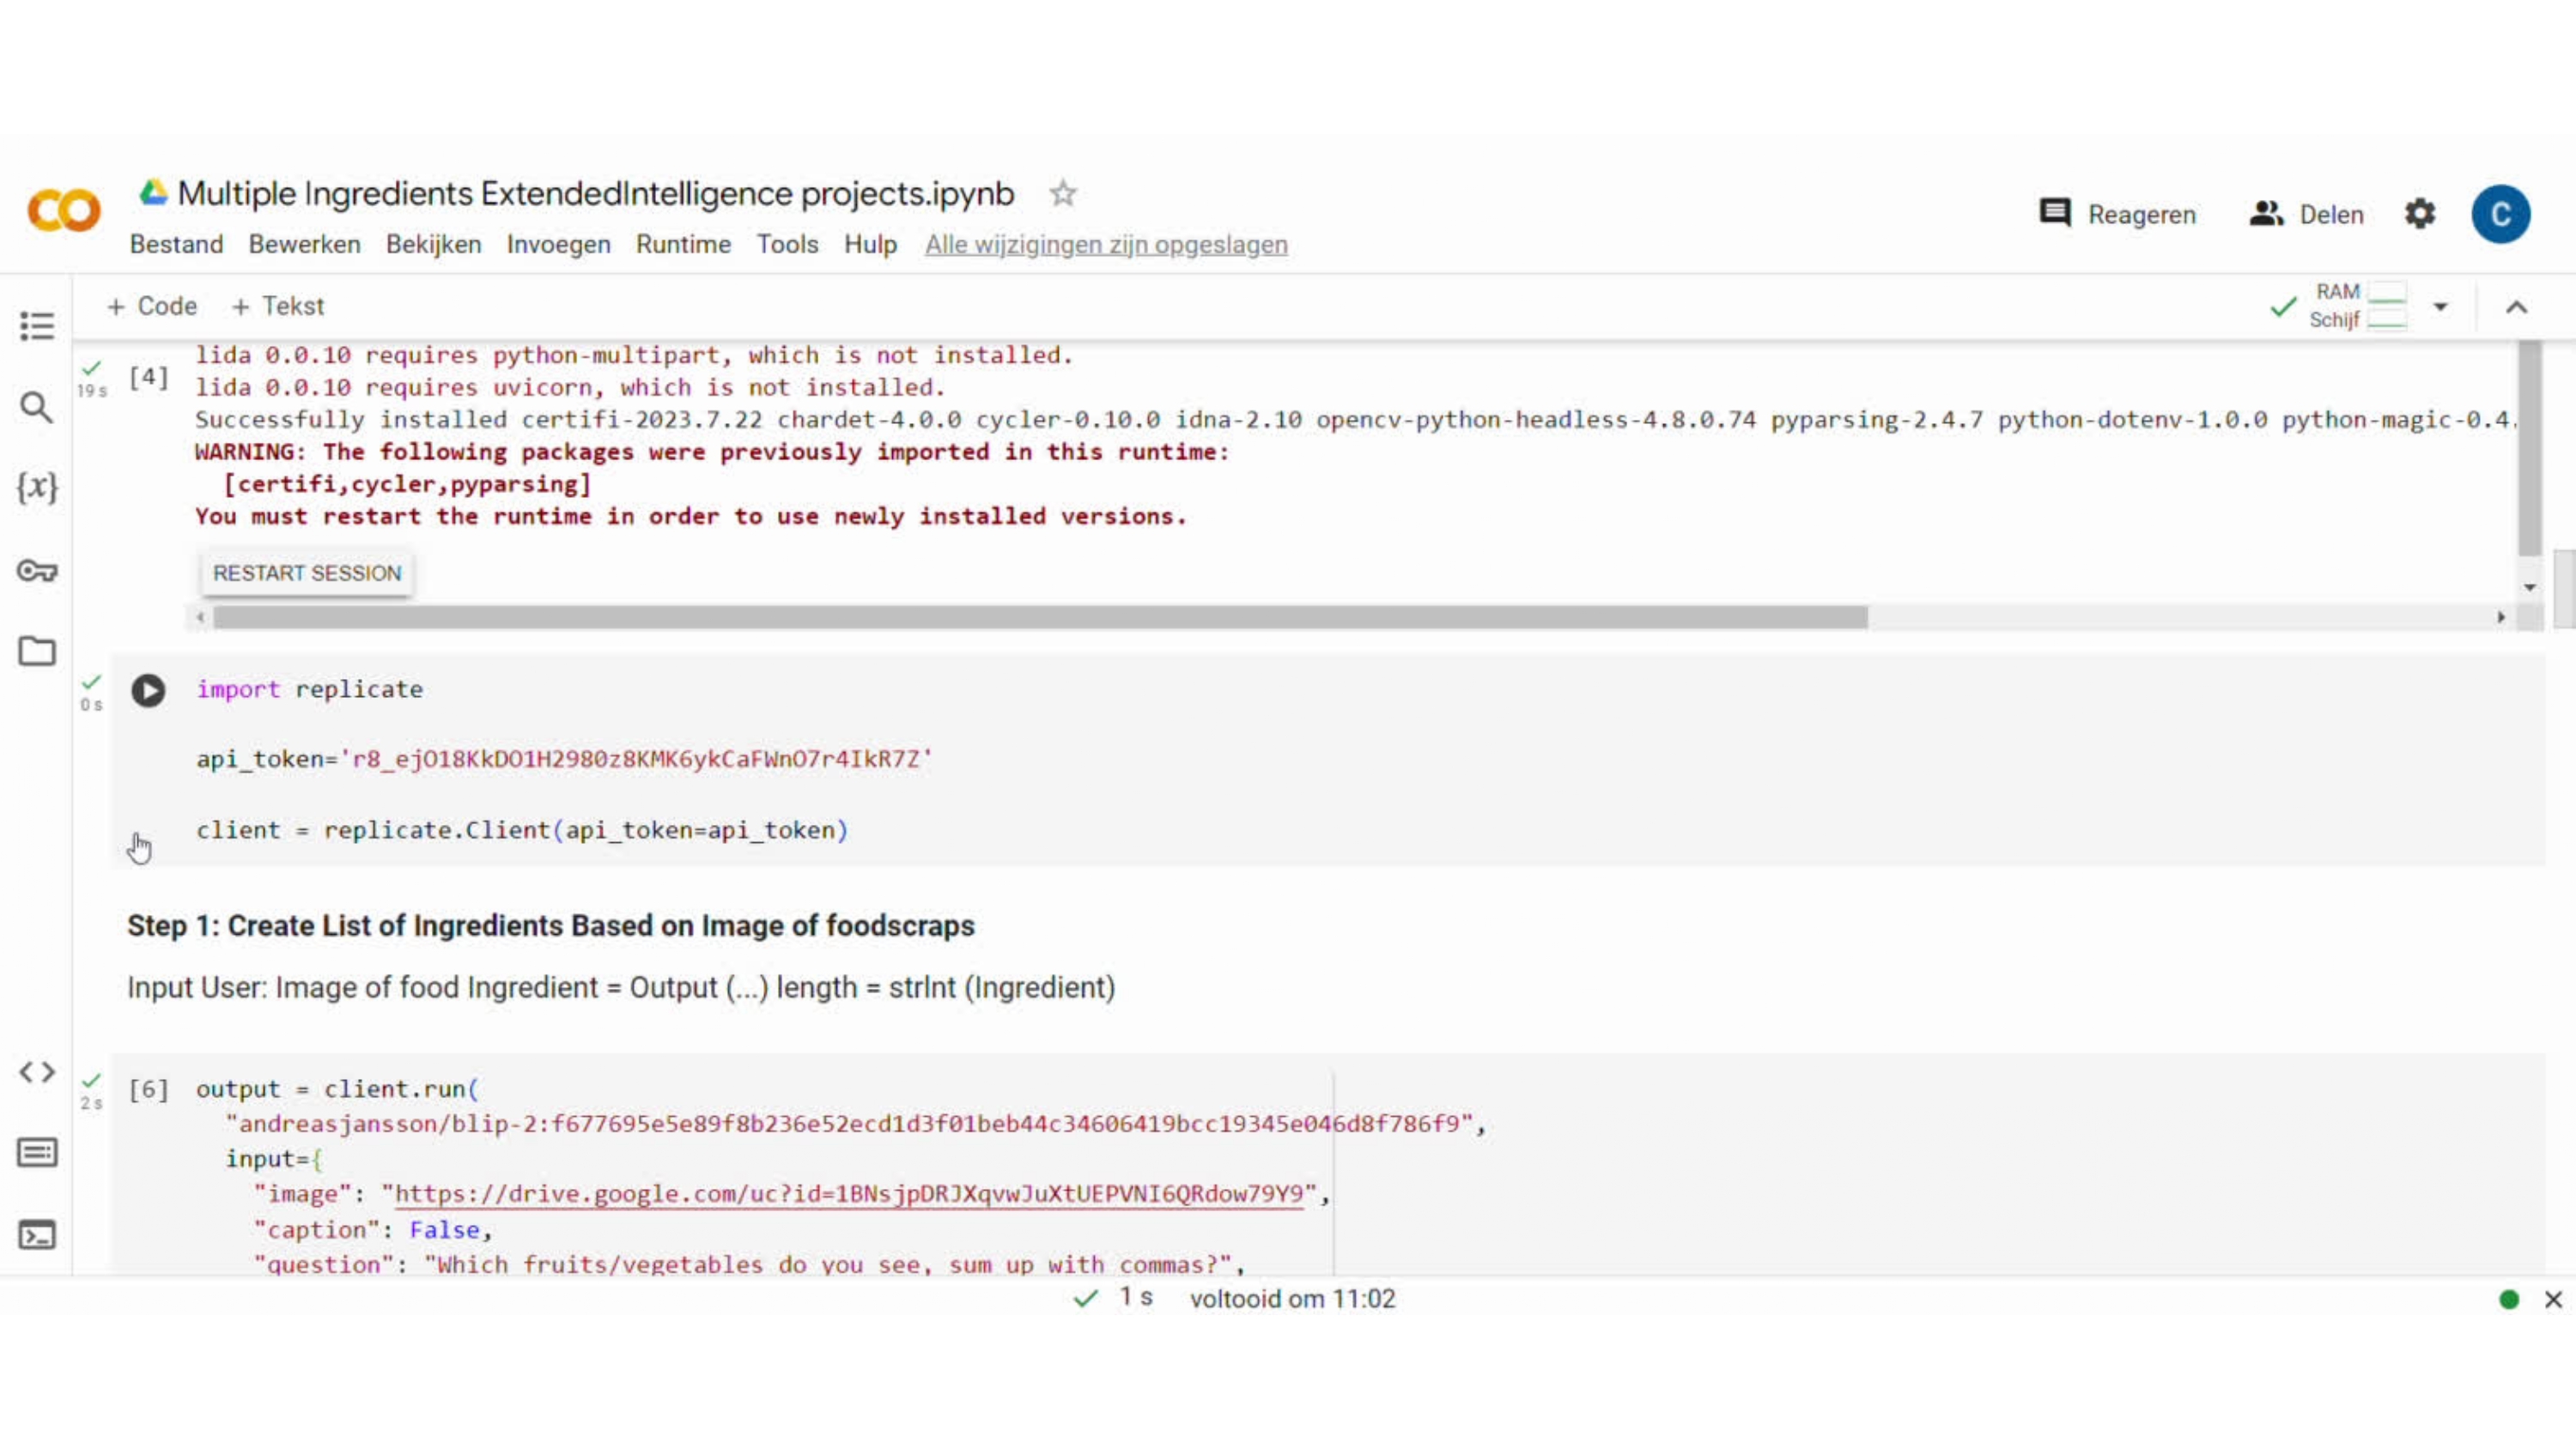 Multiple Ingredients ExtendedIntelligence projects.ipynb
Reageren
Delen
C
Bestand Bewerken Bekijken Invoegen Runtime Tools Hulp Alle wijzigingen zijn opgeslagen
+ Code + Tekst
RAM
Schijf
lida 0.0.10 requires python-multipart, which is not installed.
19 s [4] lida 0.0.10 requires uvicorn, which is not installed.
Successfully installed certifi-2023.7.22 chardet-4.0.0 cycler-0.10.0 idna-2.10 opencv-python-headless-4.8.0.74 pyparsing-2.4.7 python-dotenv-1.0.0 python-magic-0.4.
WARNING: The following packages were previously imported in this runtime:
[certifi,cycler,pyparsing]
You must restart the runtime in order to use newly installed versions.
RESTART SESSION
0 s import replicate
api_token='r8_ejO18KkDO1H2980z8KMK6ykCaFWnO7r4IkR7Z'
client = replicate.Client(api_token=api_token)
Step 1: Create List of Ingredients Based on Image of foodscraps
Input User: Image of food Ingredient = Output (...) length = strInt (Ingredient)
2 s [6] output = client.run(
"andreasjansson/blip-2:f677695e5e89f8b236e52ecd1d3f01beb44c34606419bcc19345e046d8f786f9",
input={
"image": "https://drive.google.com/uc?id=1BNsjpDRJXqvwJuXtUEPVNI6QRdow79Y9",
"caption": False,
"question": "Which fruits/vegetables do you see, sum up with commas?",
1 s voltooid om 11:02